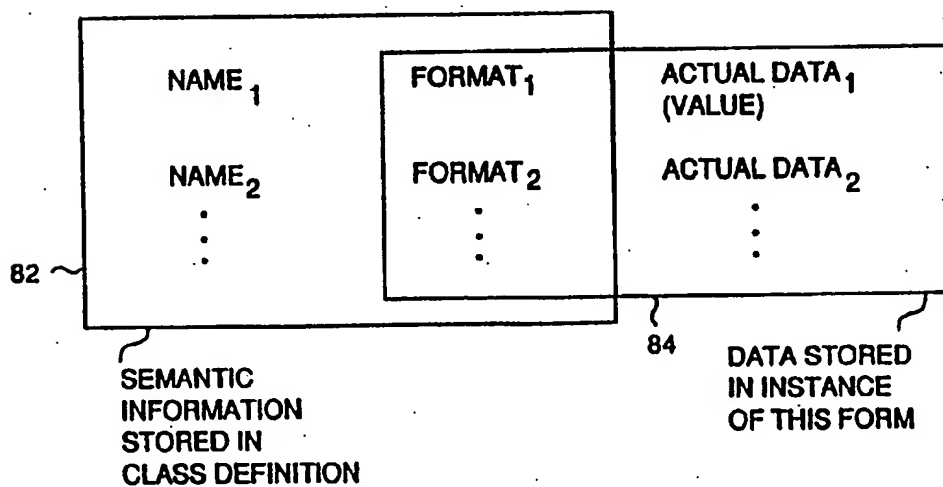 NAME1 FORMAT1 ACTUAL DATA1
(VALUE)
NAME2 FORMAT2 ACTUAL DATA2
82
84
SEMANTIC
INFORMATION
STORED IN
CLASS DEFINITION
DATA STORED
IN INSTANCE
OF THIS FORM